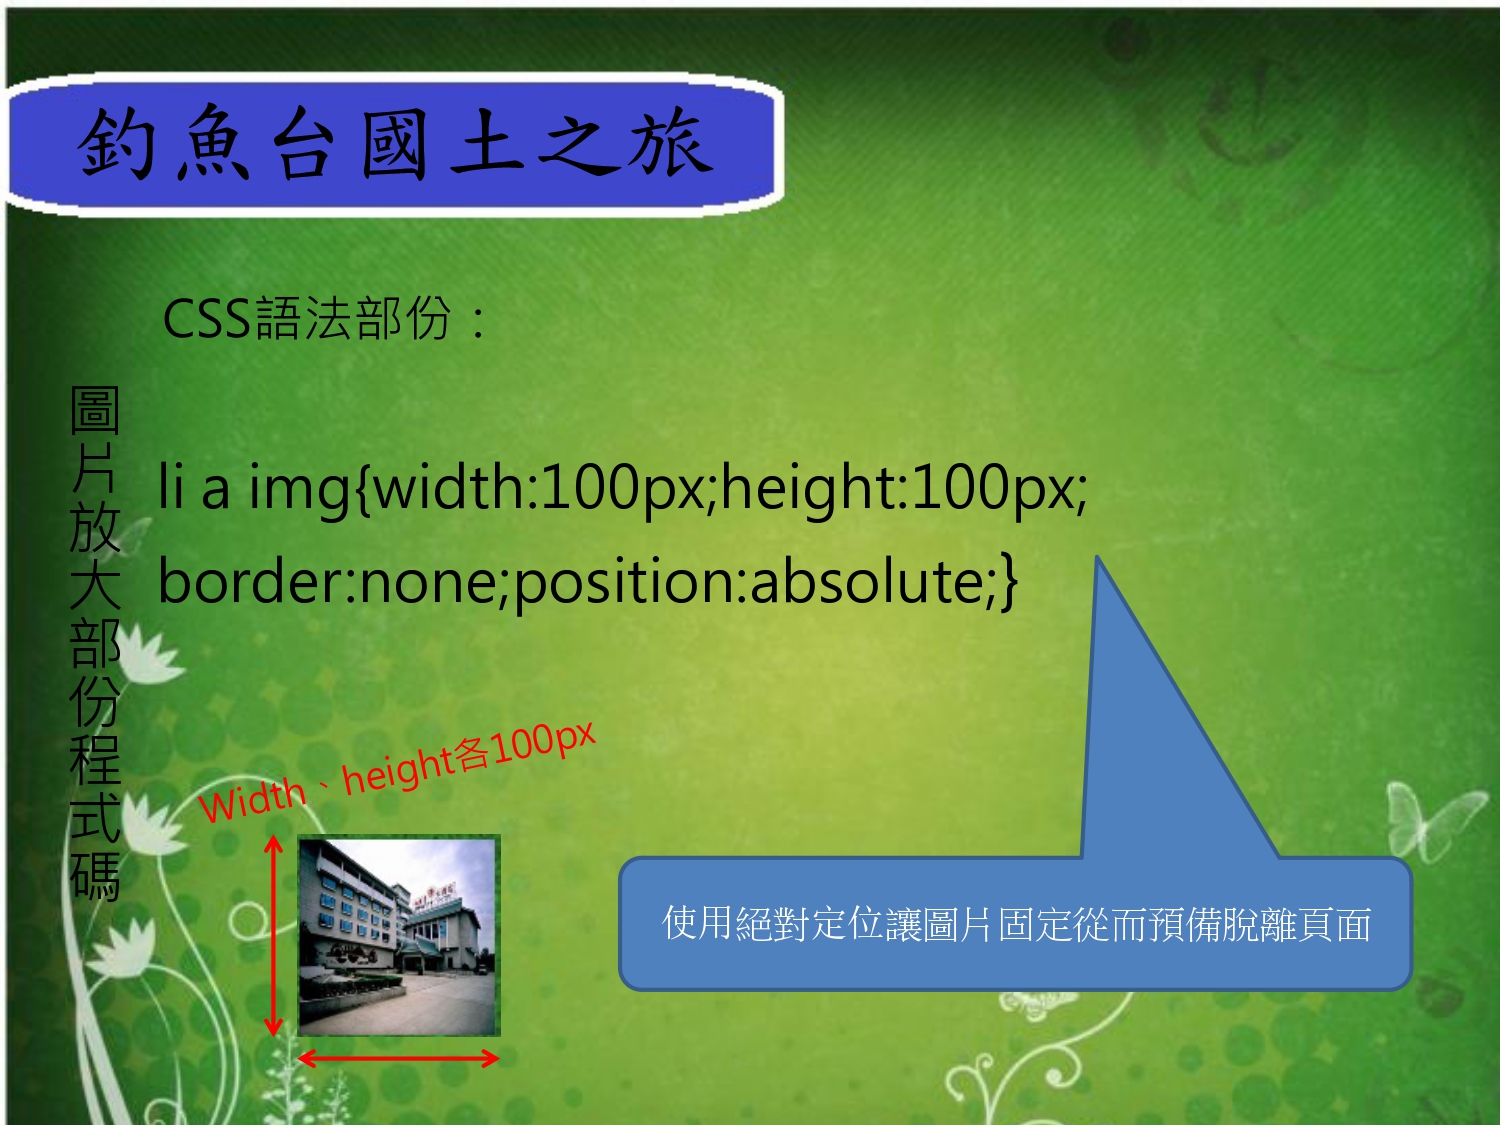 釣魚台國土之旅
CSS語法部份：
圖片放大部份程式碼
li a img{width:100px;height:100px;
border:none;position:absolute;}
Width、height各100px
使用絕對定位讓圖片固定從而預備脫離頁面